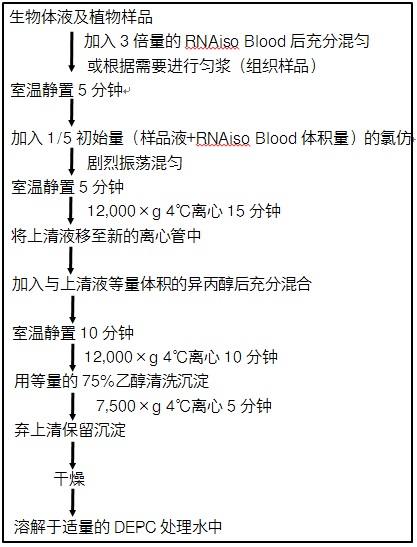 生物体液及植物样品
加入 3 倍量的 RNAiso Blood 后充分混匀
或根据需要进行匀浆（组织样品）
室温静置 5 分钟
加入 1/5 初始量（样品液+RNAiso Blood 体积量）的氯仿
剧烈振荡混匀
室温静置 5 分钟
12,000×g 4℃离心 15 分钟
将上清液移至新的离心管中
加入与上清液等量体积的异丙醇后充分混合
室温静置 10 分钟
12,000×g 4℃离心 10 分钟
用等量的 75%乙醇清洗沉淀
7,500×g 4℃离心 5 分钟
弃上清保留沉淀
干燥
溶解于适量的 DEPC 处理水中